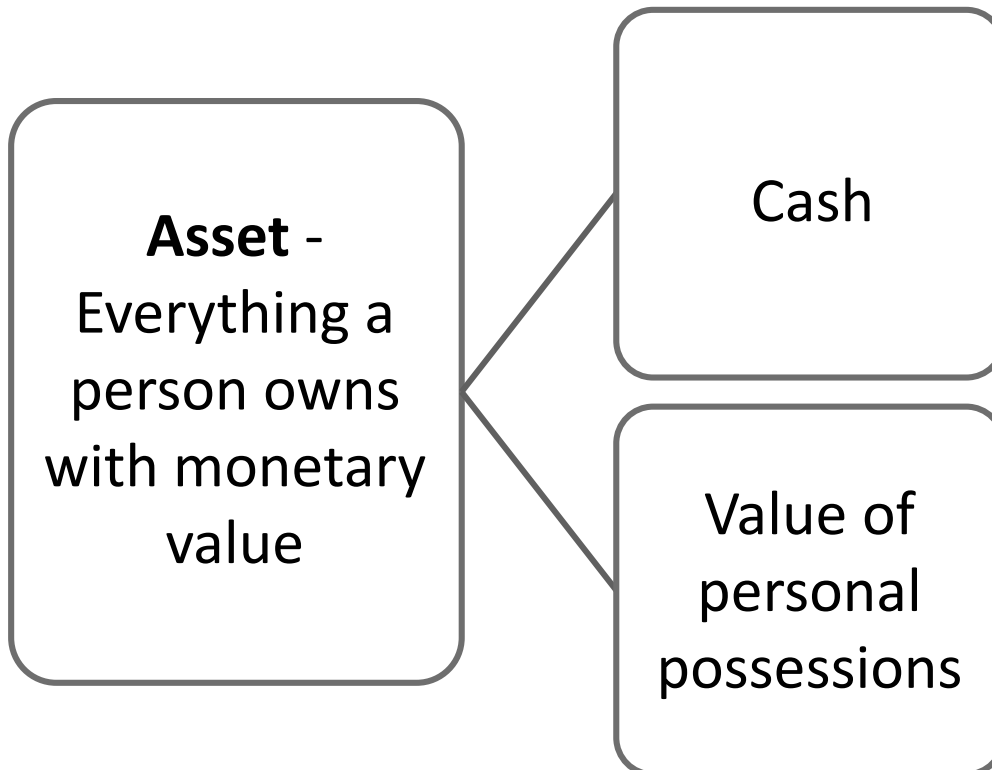 Asset -
Everything a
person owns
with monetary
value
Cash
Value of
personal
possessions